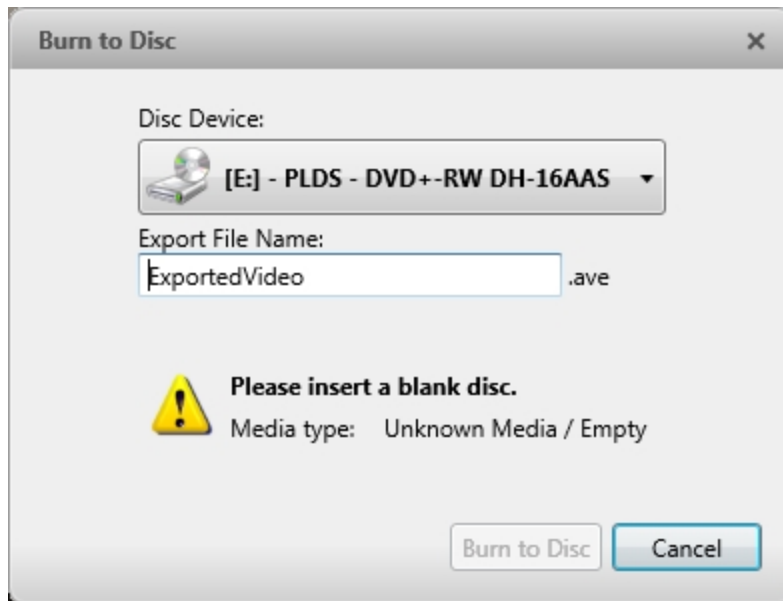 Burn to Disc
Disc Device:
[E:] - PLDS - DVD+-RW DH-16AAS
Export File Name:
ExportedVideo .ave
Please insert a blank disc.
Media type: Unknown Media / Empty
Burn to Disc Cancel